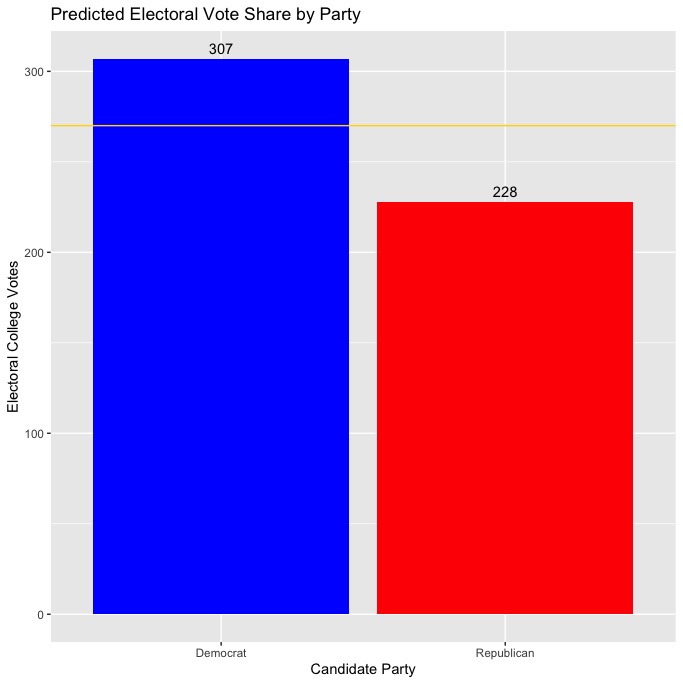 Predicted Electoral Vote Share by Party
307
228
300
200
100
0
Electoral College Votes
Democrat
Republican
Candidate Party